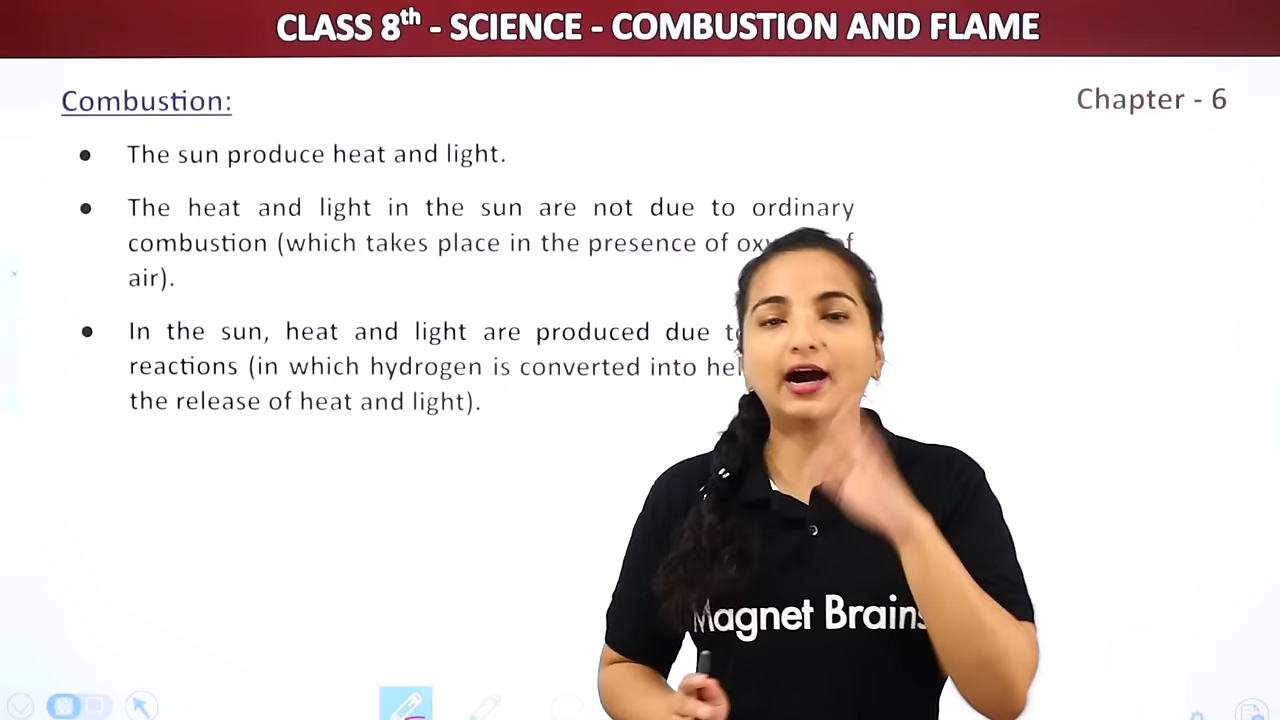 CLASS 8th - SCIENCE - COMBUSTION AND FLAME
Combustion:
Chapter - 6
The sun produce heat and light.
The heat and light in the sun are not due to ordinary
combustion (which takes place in the presence of
air).
In the sun, heat and light are produced due
reactions (in which hydrogen is converted into
the release of heat and light).
Magnet Brains